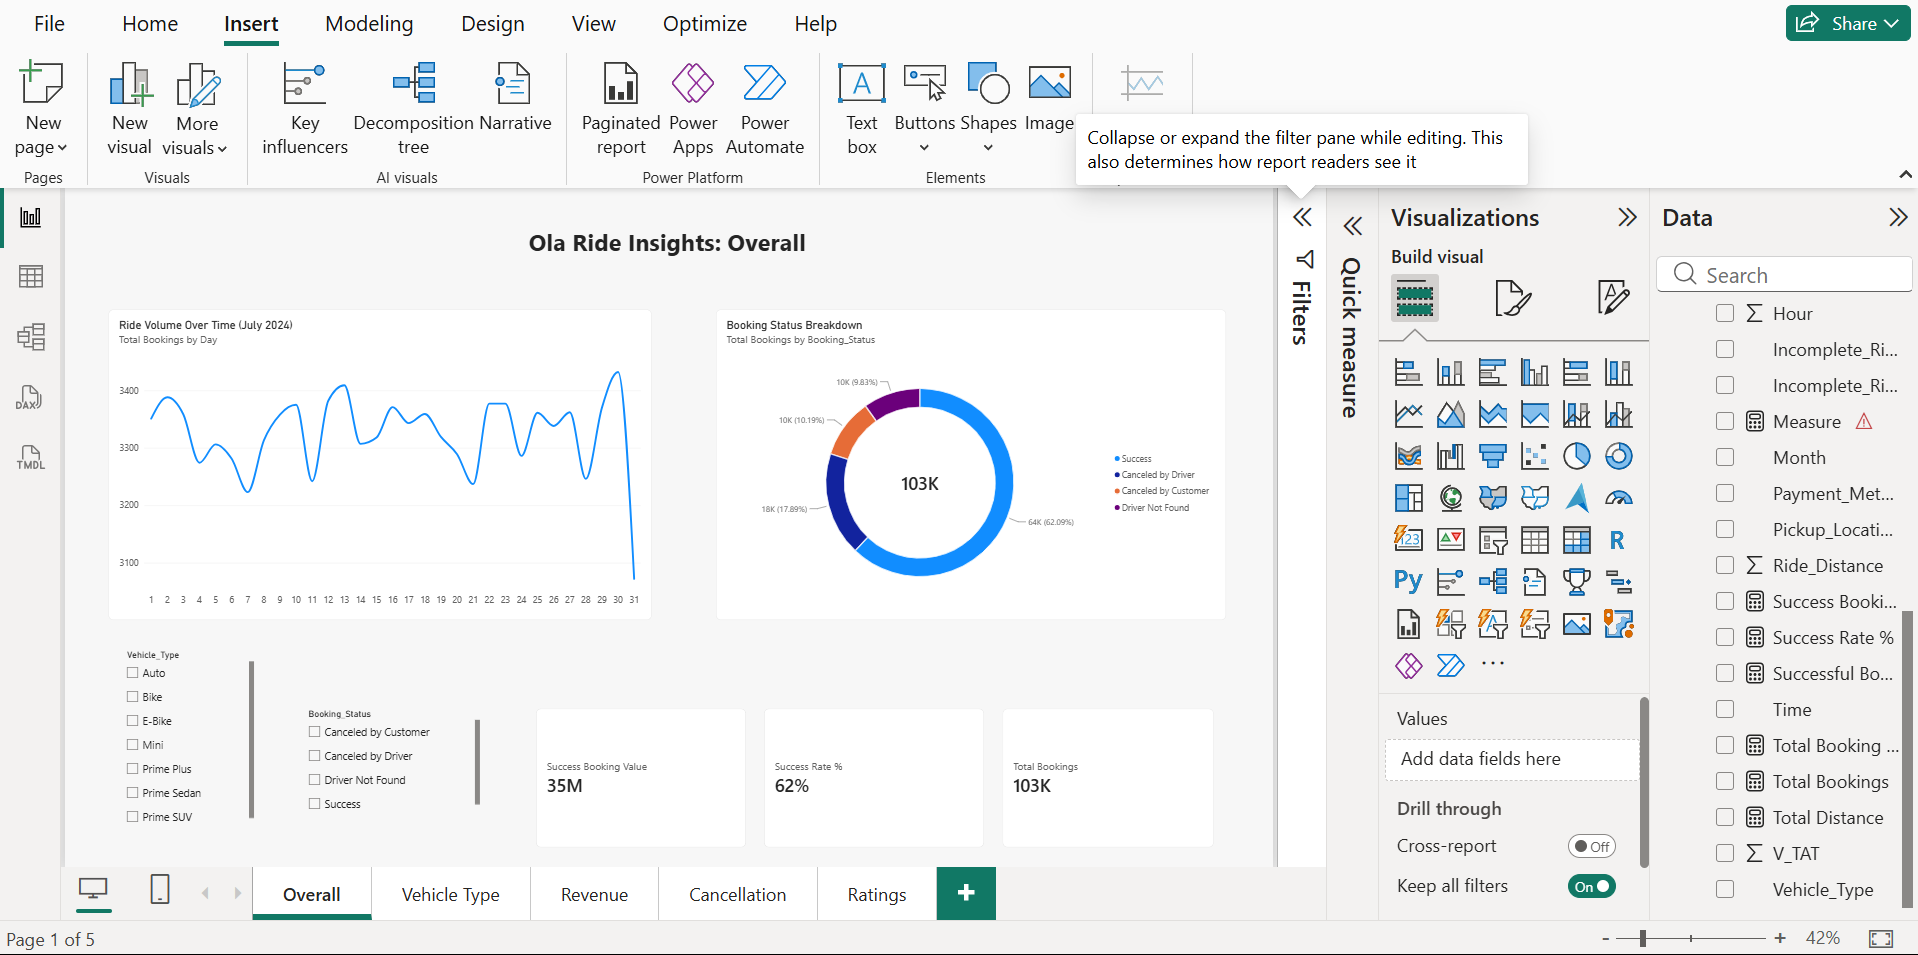 File Home Insert Modeling Design View Optimize Help Share
New page
Pages
New visual
More visuals
Visuals
Key influencers
Decomposition tree
Narrative
AI visuals
Paginated report
Power Apps
Power Automate
Power Platform
Text box
Buttons
Shapes
Image
Elements
Collapse or expand the filter pane while editing. This
also determines how report readers see it
DAX
TMDL
Ola Ride Insights: Overall
Ride Volume Over Time (July 2024)
Total Bookings by Day
3400
3300
3200
3100
1 2 3 4 5 6 7 8 9 10 11 12 13 14 15 16 17 18 19 20 21 22 23 24 25 26 27 28 29 30 31
Booking Status Breakdown
Total Bookings by Booking_Status
10K (9.83%)
10K (10.19%)
18K (17.89%)
64K (62.09%)
103K
Success
Canceled by Driver
Canceled by Customer
Driver Not Found
Vehicle_Type
Auto
Bike
E-Bike
Mini
Prime Plus
Prime Sedan
Prime SUV
Booking_Status
Canceled by Customer
Canceled by Driver
Driver Not Found
Success
Success Booking Value
35M
Success Rate %
62%
Total Bookings
103K
Filters
Quick measure
Visualizations
Build visual
123
R
Py
...
Values
Add data fields here
Drill through
Cross-report Off
Keep all filters On
Data
Search
Hour
Incomplete_Ri...
Incomplete_Ri...
Measure
Month
Payment_Met...
Pickup_Locati...
Ride_Distance
Success Booki...
Success Rate %
Successful Bo...
Time
Total Booking ...
Total Bookings
Total Distance
V_TAT
Vehicle_Type
Overall Vehicle Type Revenue Cancellation Ratings +
Page 1 of 5
- + 42%